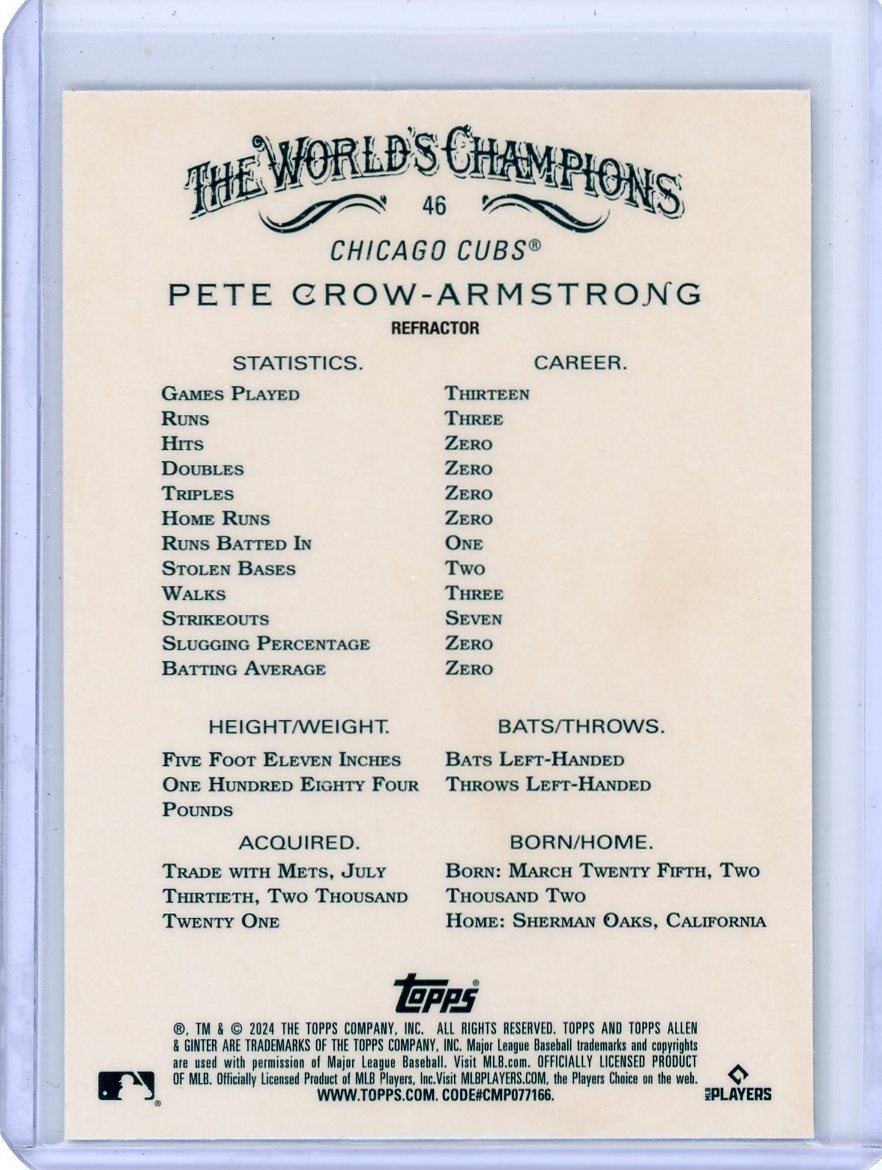 THE WORLD'S CHAMPIONS
46
CHICAGO CUBS®
PETE CROW-ARMSTRONG
REFRACTOR
STATISTICS. CAREER.
GAMES PLAYED THIRTEEN
RUNS THREE
HITS ZERO
DOUBLES ZERO
TRIPLES ZERO
HOME RUNS ZERO
RUNS BATTED IN ONE
STOLEN BASES TWO
WALKS THREE
STRIKEOUTS SEVEN
SLUGGING PERCENTAGE ZERO
BATTING AVERAGE ZERO
HEIGHT/WEIGHT. BATS/THROWS.
FIVE FOOT ELEVEN INCHES BATS LEFT-HANDED
ONE HUNDRED EIGHTY FOUR THROWS LEFT-HANDED
POUNDS
ACQUIRED. BORN/HOME.
TRADE WITH METS, JULY BORN: MARCH TWENTY FIFTH, TWO
THIRTIETH, TWO THOUSAND THOUSAND TWO
TWENTY ONE HOME: SHERMAN OAKS, CALIFORNIA
topps®
®, TM & © 2024 THE TOPPS COMPANY, INC. ALL RIGHTS RESERVED. TOPPS AND TOPPS ALLEN
& GINTER ARE TRADEMARKS OF THE TOPPS COMPANY, INC. Major League Baseball trademarks and copyrights
are used with permission of Major League Baseball. Visit MLB.com. OFFICIALLY LICENSED PRODUCT
OF MLB. Officially Licensed Product of MLB Players, Inc.Visit MLBPLAYERS.COM, the Players Choice on the web.
WWW.TOPPS.COM. CODE#CMP077166.
® MLB PLAYERS